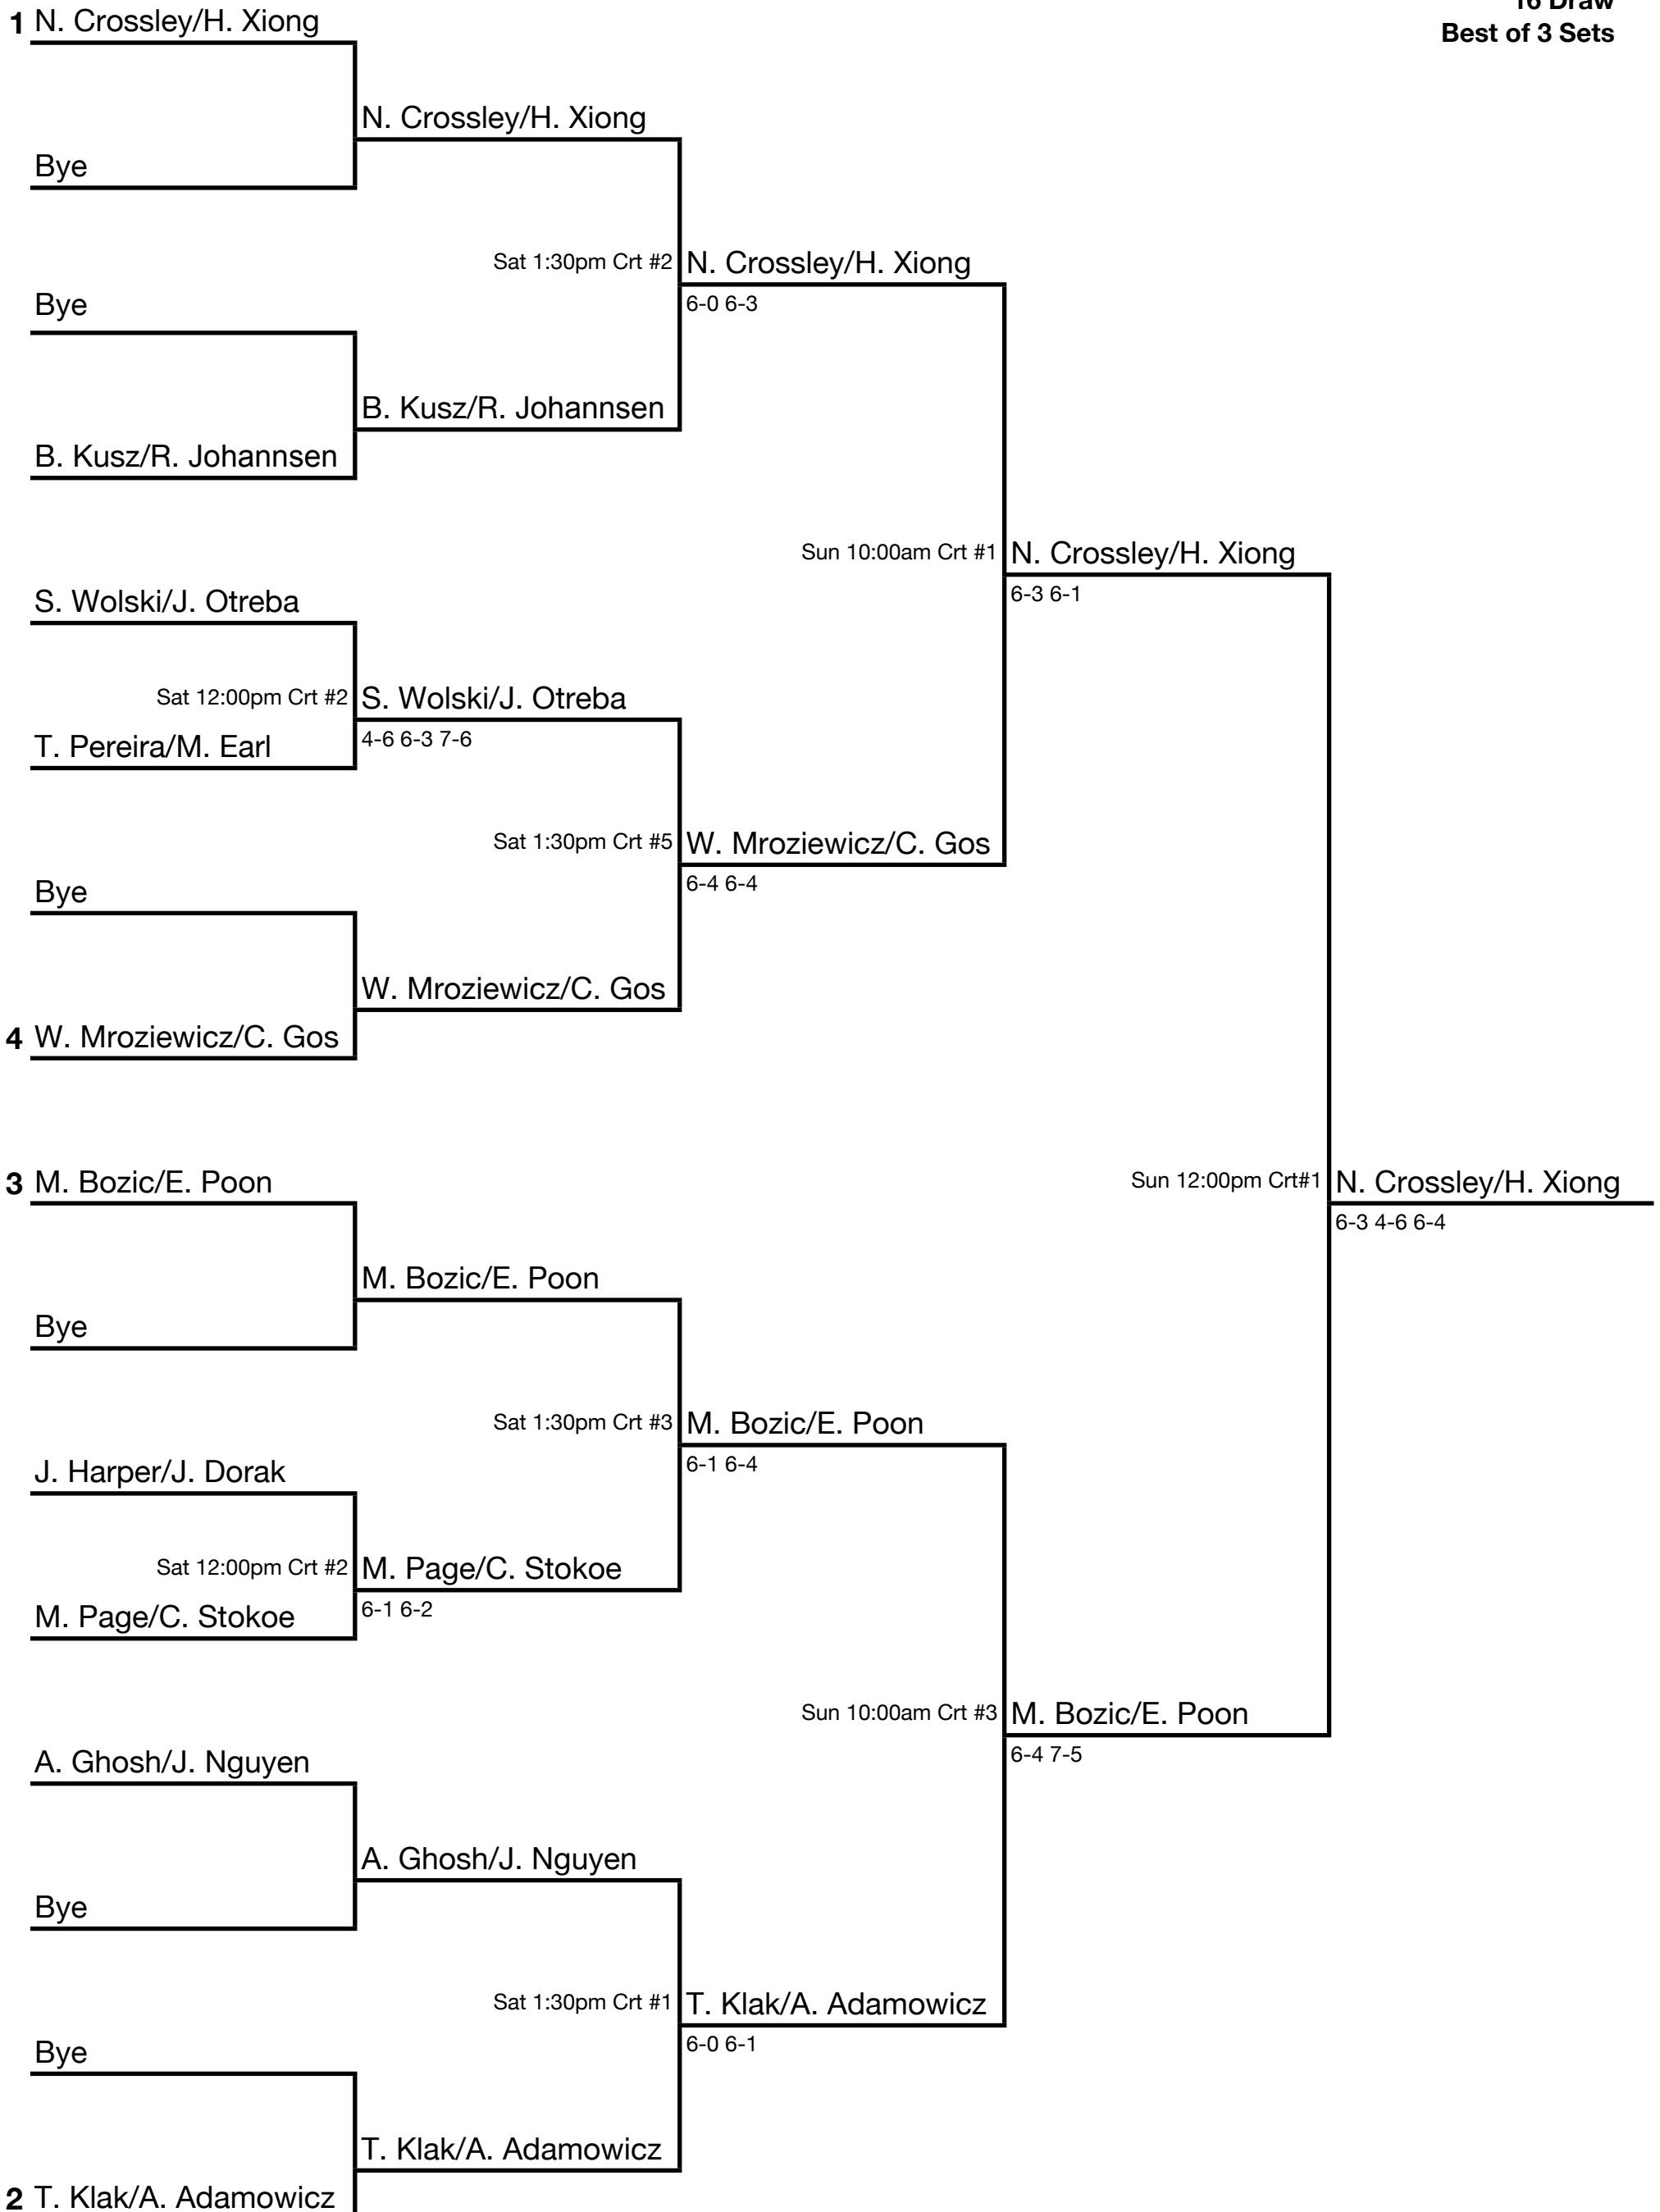 16 Draw
Best of 3 Sets
1 N. Crossley/H. Xiong
N. Crossley/H. Xiong
Bye
Sat 1:30pm Crt #2 N. Crossley/H. Xiong
6-0 6-3
Bye
B. Kusz/R. Johannsen
B. Kusz/R. Johannsen
Sun 10:00am Crt #1 N. Crossley/H. Xiong
6-3 6-1
S. Wolski/J. Otreba
Sat 12:00pm Crt #2 S. Wolski/J. Otreba
4-6 6-3 7-6
T. Pereira/M. Earl
Sat 1:30pm Crt #5 W. Mroziewicz/C. Gos
6-4 6-4
Bye
W. Mroziewicz/C. Gos
4 W. Mroziewicz/C. Gos
3 M. Bozic/E. Poon
Sun 12:00pm Crt#1 N. Crossley/H. Xiong
6-3 4-6 6-4
M. Bozic/E. Poon
Bye
Sat 1:30pm Crt #3 M. Bozic/E. Poon
6-1 6-4
J. Harper/J. Dorak
Sat 12:00pm Crt #2 M. Page/C. Stokoe
6-1 6-2
M. Page/C. Stokoe
Sun 10:00am Crt #3 M. Bozic/E. Poon
6-4 7-5
A. Ghosh/J. Nguyen
A. Ghosh/J. Nguyen
Bye
Sat 1:30pm Crt #1 T. Klak/A. Adamowicz
6-0 6-1
Bye
T. Klak/A. Adamowicz
2 T. Klak/A. Adamowicz